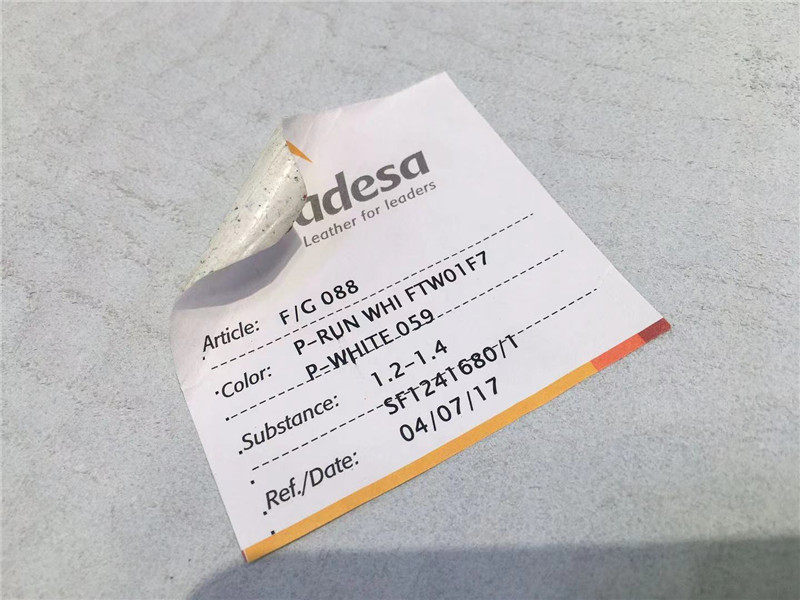 adesa
Leather for leaders
Article: F/G 088
Color: P-RUN WHI FTW01F7
P-WHITE 059
Substance: 1.2-1.4
SFT241680/1
Ref./Date: 04/07/17